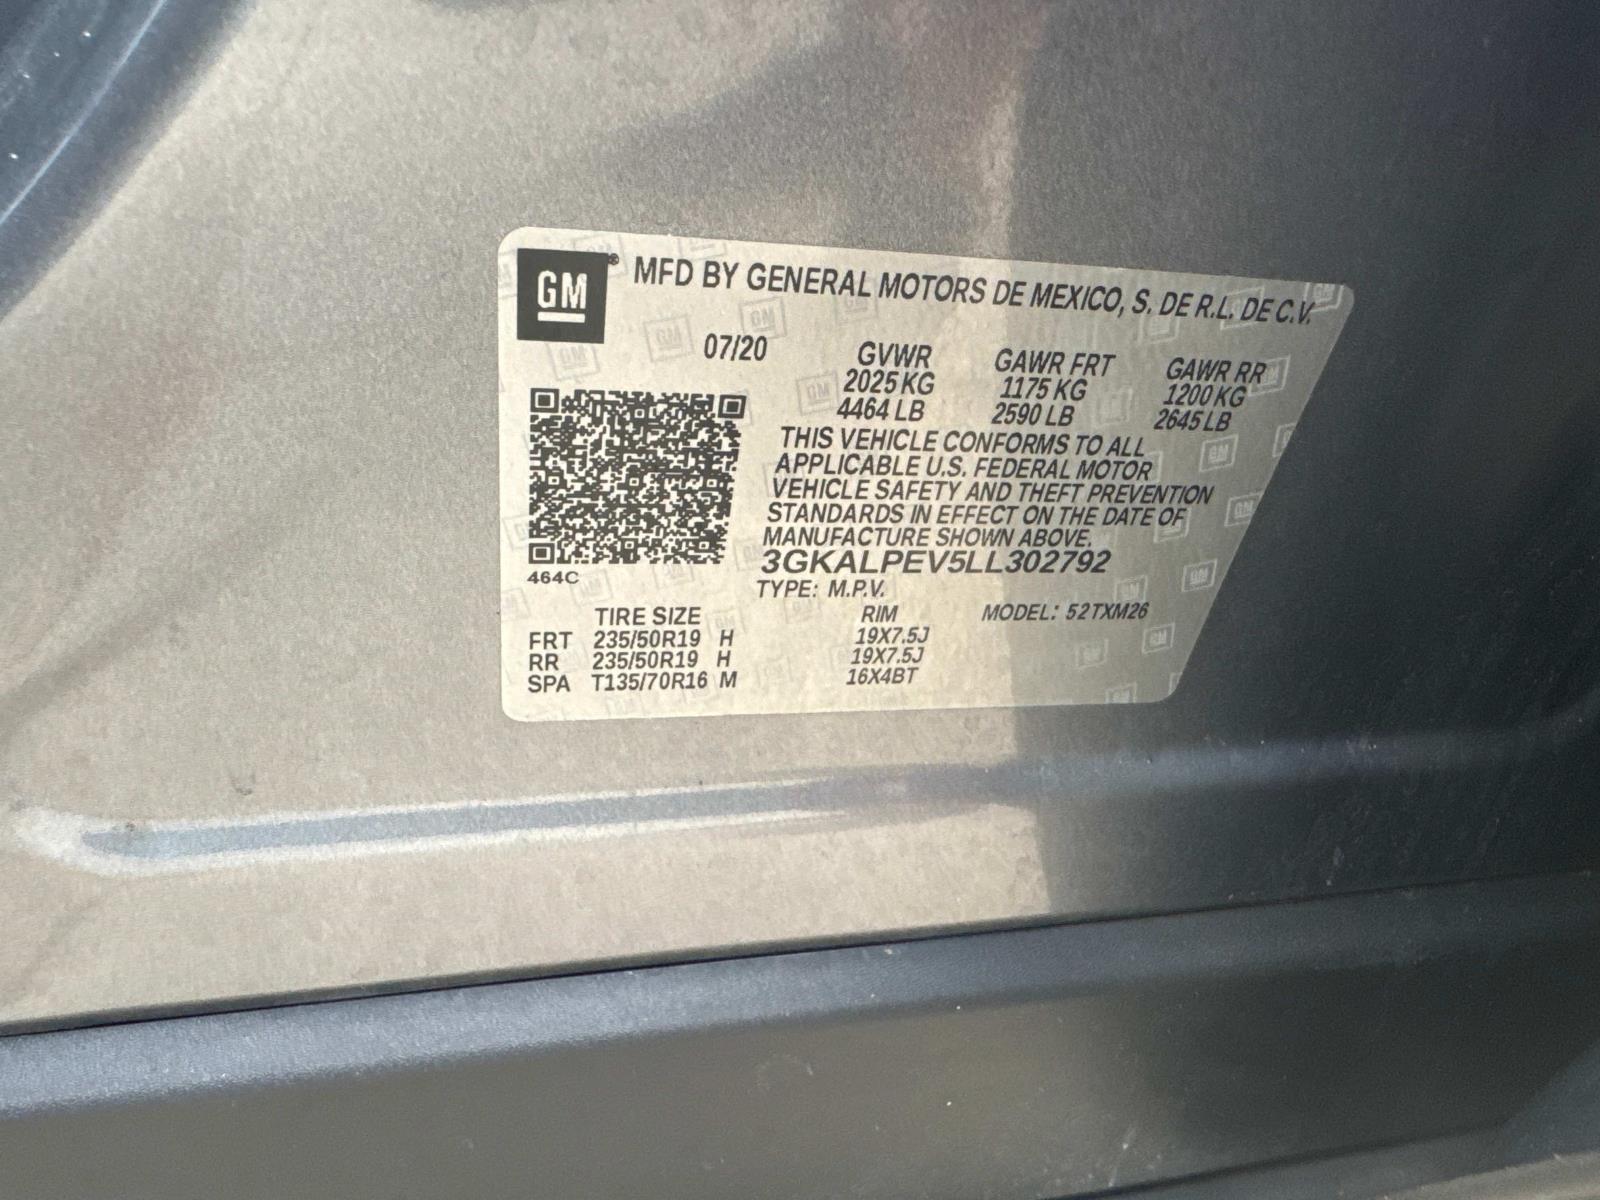 GM® MFD BY GENERAL MOTORS DE MEXICO, S. DE R.L. DE C.V.
07/20 GVWR GAWR FRT GAWR RR
2025 KG 1175 KG 1200 KG
4464 LB 2590 LB 2645 LB
THIS VEHICLE CONFORMS TO ALL
APPLICABLE U.S. FEDERAL MOTOR
VEHICLE SAFETY AND THEFT PREVENTION
STANDARDS IN EFFECT ON THE DATE OF
MANUFACTURE SHOWN ABOVE.
3GKALPEV5LL302792
464C
TYPE: M.P.V.
TIRE SIZE RIM MODEL: 52TXM26
FRT 235/50R19 H 19X7.5J
RR 235/50R19 H 19X7.5J
SPA T135/70R16 M 16X4BT